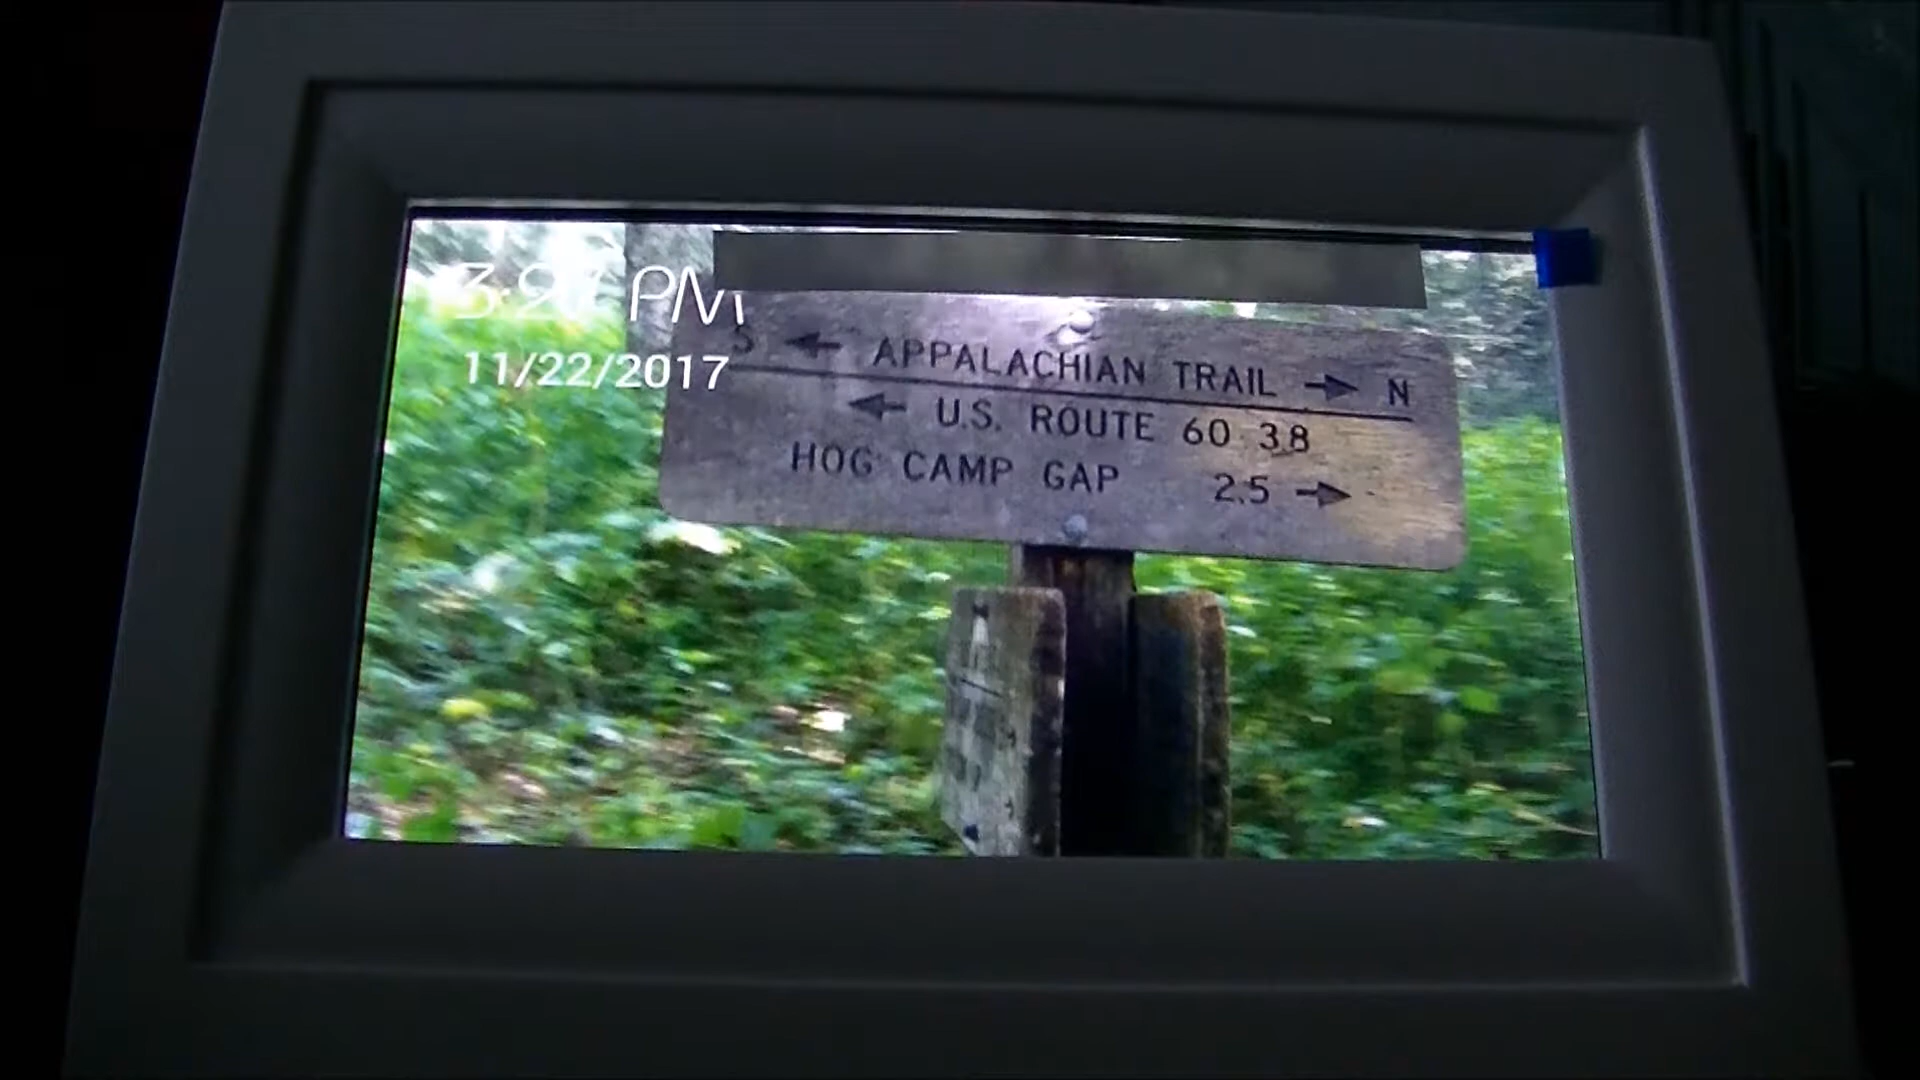 PM
11/22/2017
S ← APPALACHIAN TRAIL → N
← U.S. ROUTE 60 3.8
HOG CAMP GAP 2.5 →